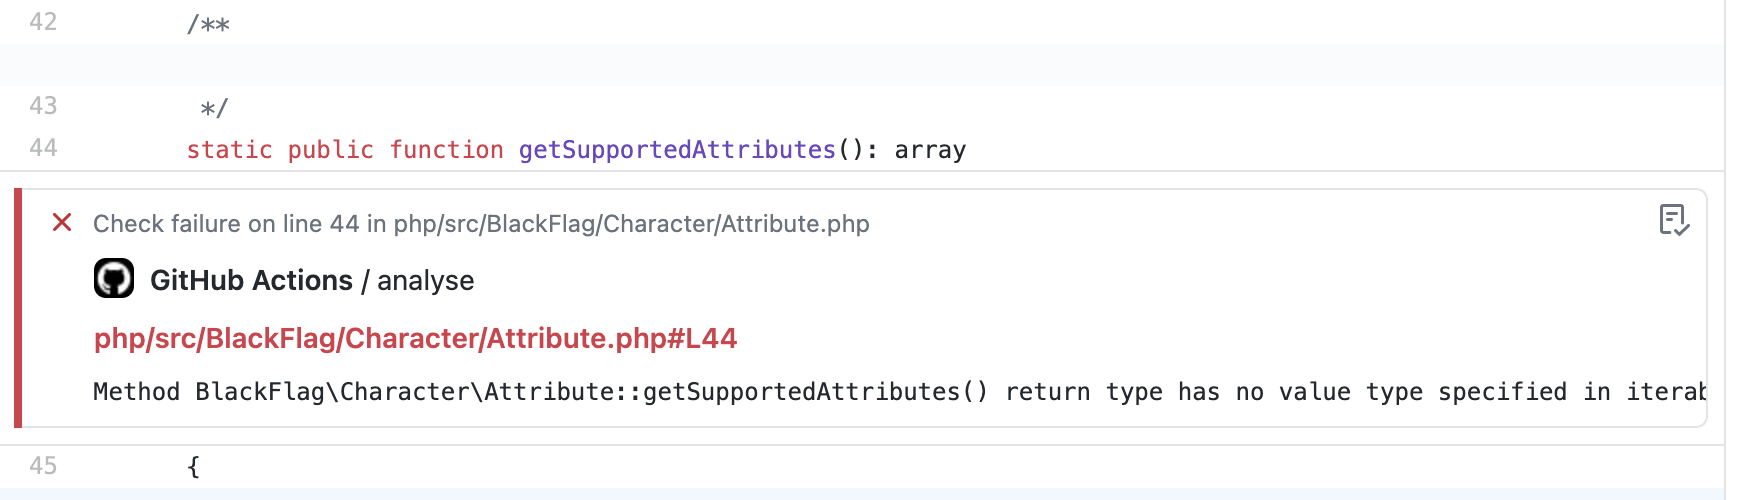 42 /**
43 */
44 static public function getSupportedAttributes(): array
Check failure on line 44 in php/src/BlackFlag/Character/Attribute.php
GitHub Actions / analyse
php/src/BlackFlag/Character/Attribute.php#L44
Method BlackFlag\Character\Attribute::getSupportedAttributes() return type has no value type specified in iterab
45 {